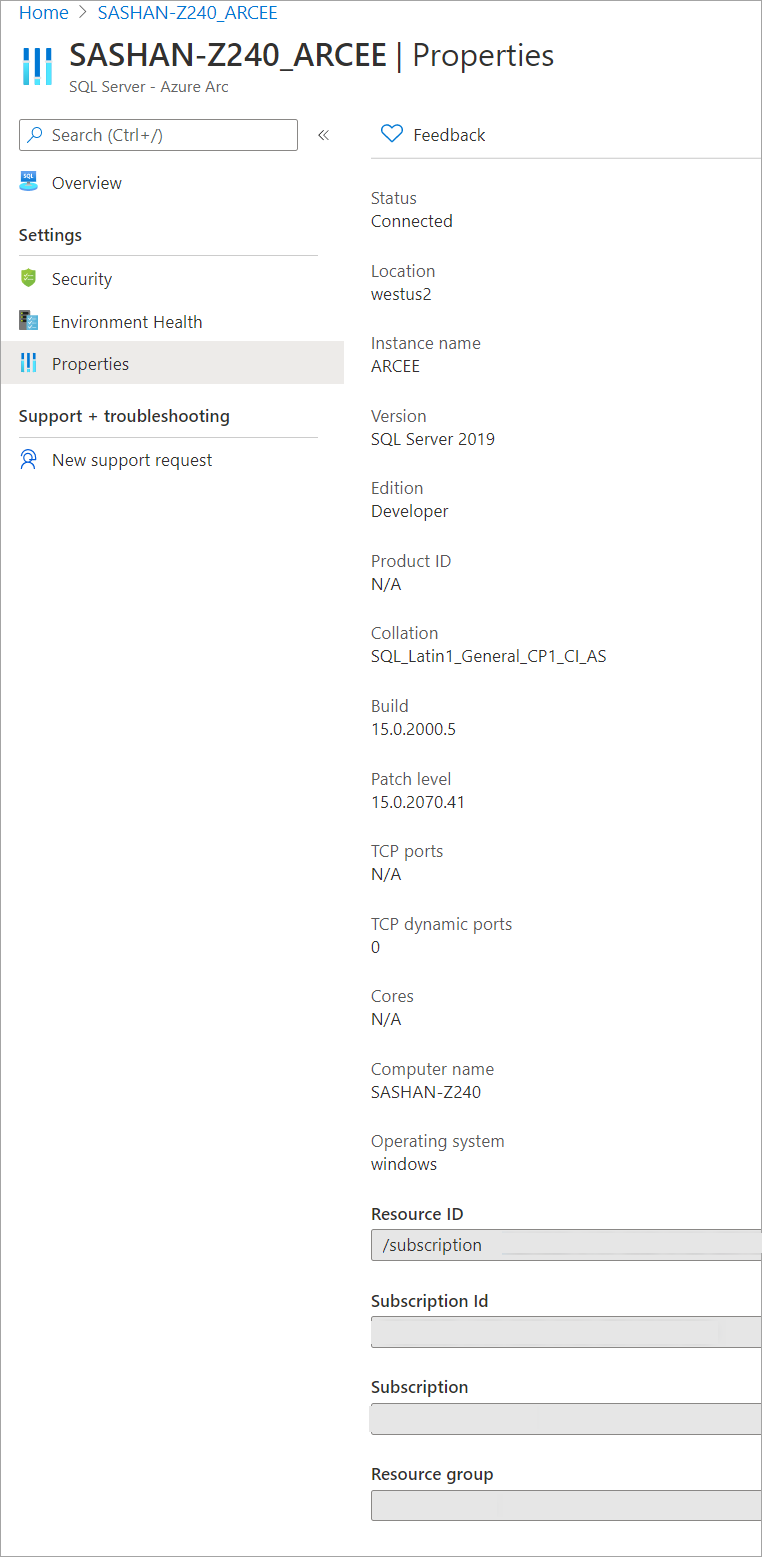 Home > SASHAN-Z240_ARCEE
SASHAN-Z240_ARCEE | Properties
SQL Server - Azure Arc
Search (Ctrl+/)
«
Feedback
SQL
Overview
Settings
Security
Environment Health
Properties
Support + troubleshooting
New support request
Status
Connected
Location
westus2
Instance name
ARCEE
Version
SQL Server 2019
Edition
Developer
Product ID
N/A
Collation
SQL_Latin1_General_CP1_CI_AS
Build
15.0.2000.5
Patch level
15.0.2070.41
TCP ports
N/A
TCP dynamic ports
0
Cores
N/A
Computer name
SASHAN-Z240
Operating system
windows
Resource ID
/subscription
Subscription Id
Subscription
Resource group